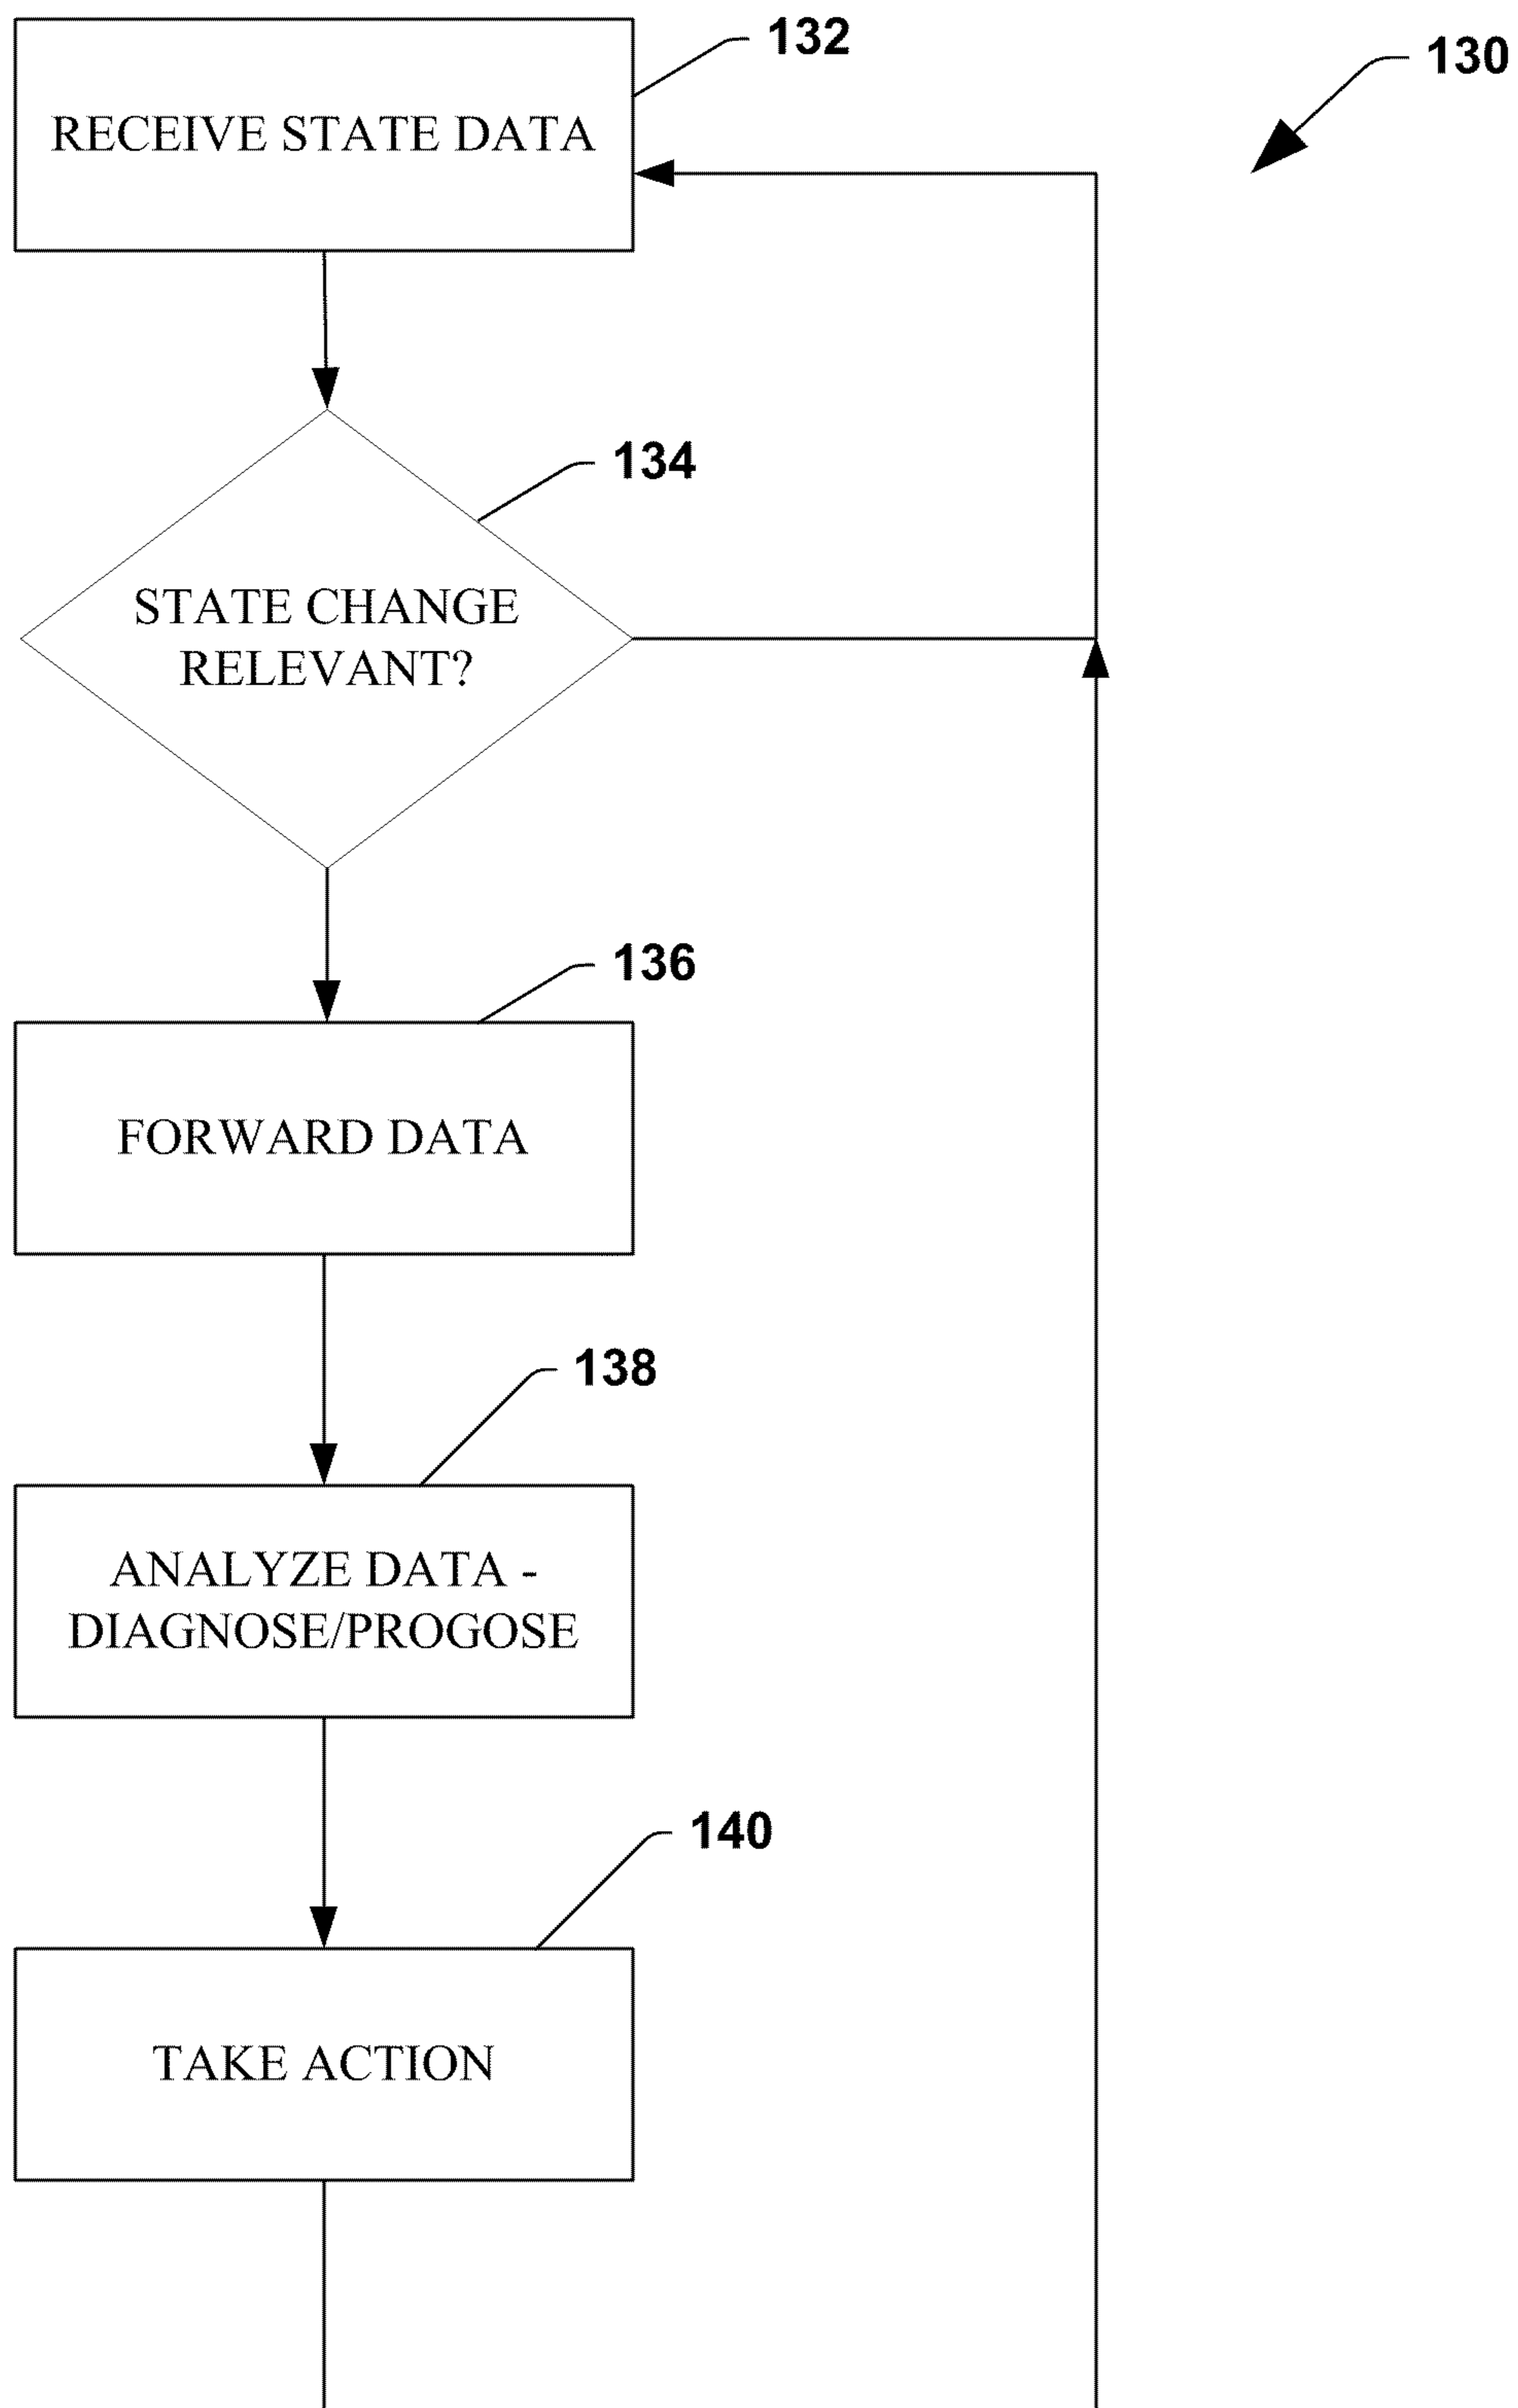 132
130
RECEIVE STATE DATA
134
STATE CHANGE
RELEVANT?
136
FORWARD DATA
138
ANALYZE DATA -
DIAGNOSE/PROGOSE
140
TAKE ACTION